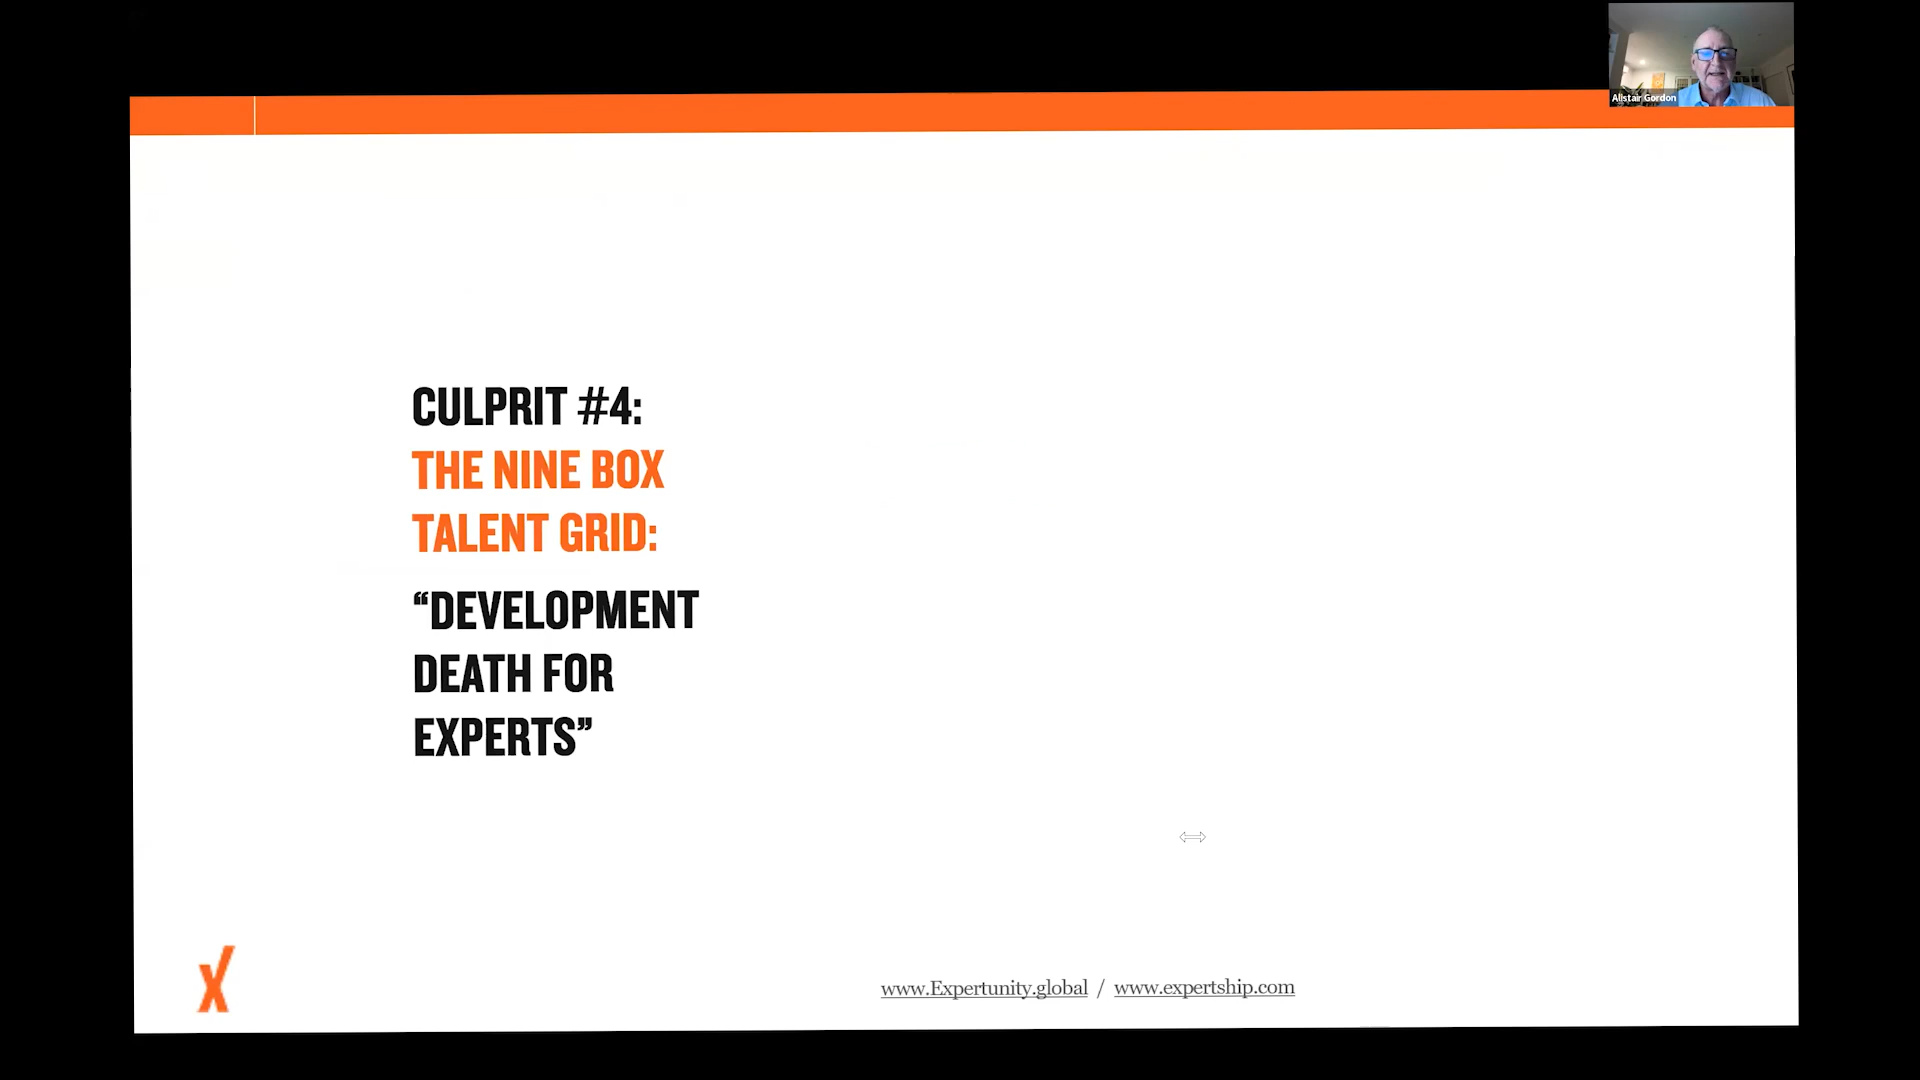 Alistair Gordon
CULPRIT #4:
THE NINE BOX
TALENT GRID:
“DEVELOPMENT
DEATH FOR
EXPERTS”
www.Expertunity.global / www.expertship.com